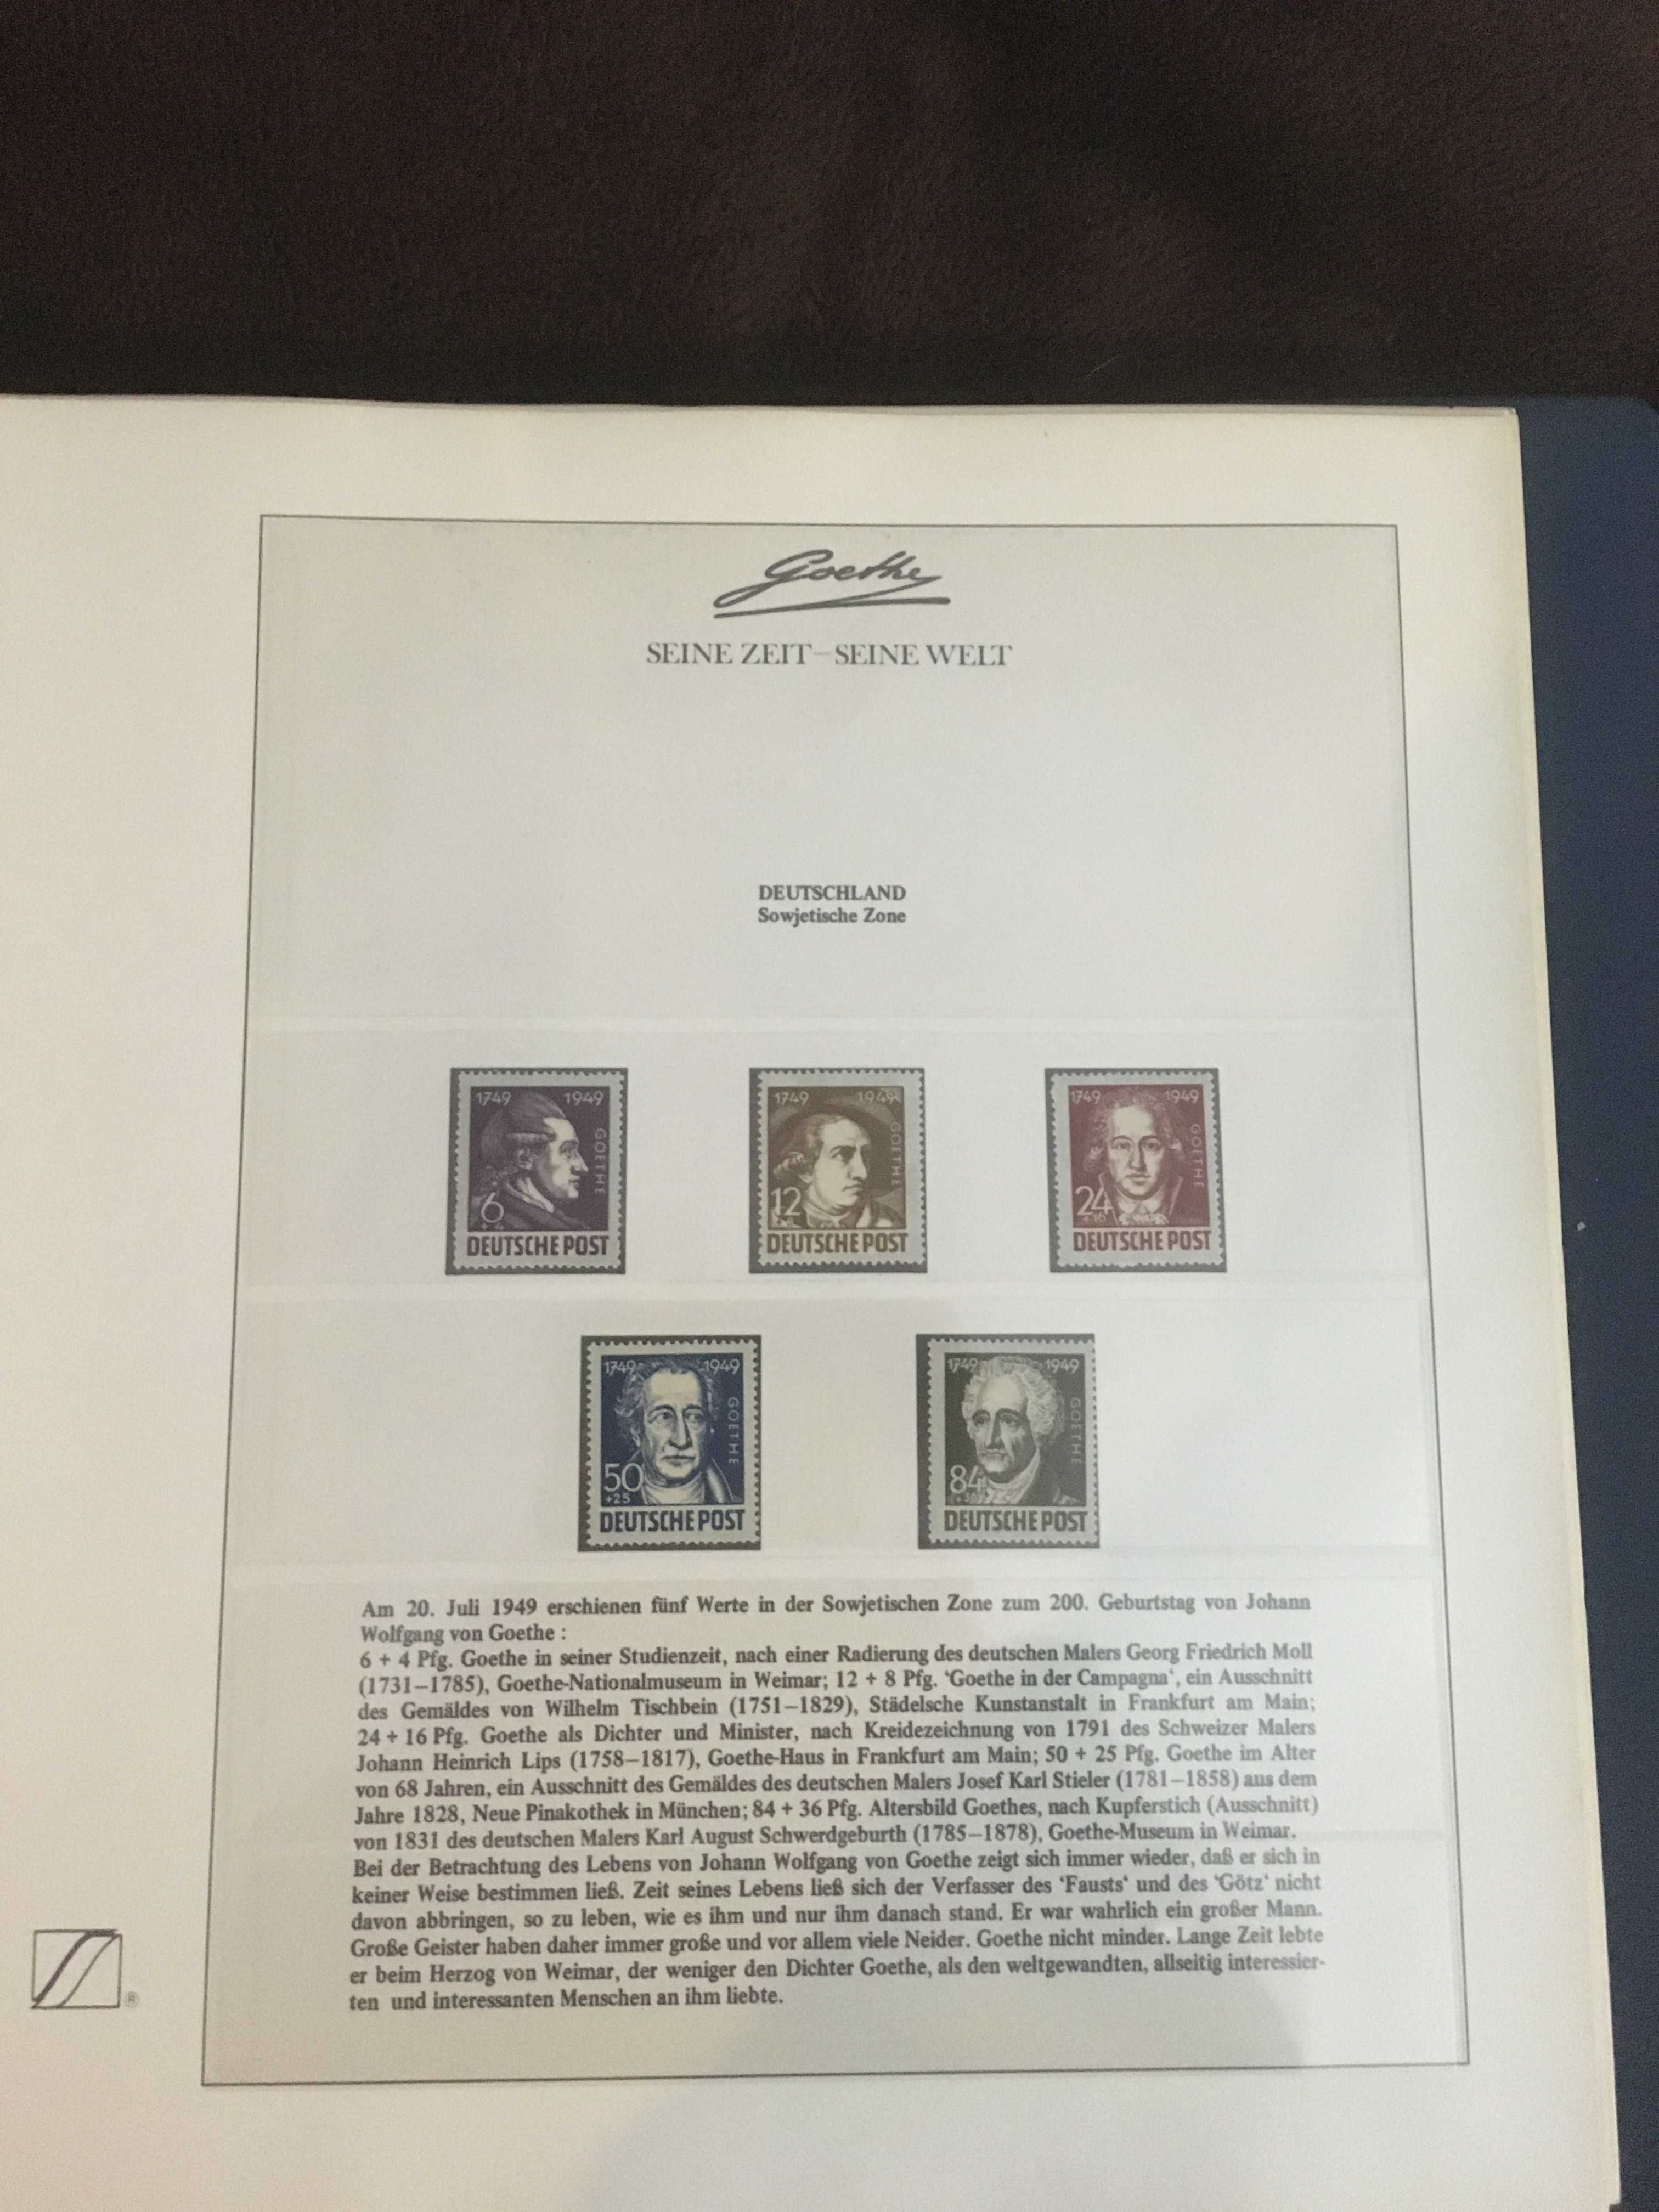 Goethe
SEINE ZEIT–SEINE WELT
DEUTSCHLAND
Sowjetische Zone
1749 1949
GOETHE
6
DEUTSCHE POST
1749 1949
GOETHE
12
DEUTSCHE POST
1749 1949
GOETHE
24
+16
DEUTSCHE POST
1749 1949
GOETHE
50
+25
DEUTSCHE POST
1749 1949
GOETHE
84
DEUTSCHE POST
Am 20. Juli 1949 erschienen fünf Werte in der Sowjetischen Zone zum 200. Geburtstag von Johann
Wolfgang von Goethe :
6 + 4 Pfg. Goethe in seiner Studienzeit, nach einer Radierung des deutschen Malers Georg Friedrich Moll
(1731–1785), Goethe-Nationalmuseum in Weimar; 12 + 8 Pfg. ‘Goethe in der Campagna‘, ein Ausschnitt
des Gemäldes von Wilhelm Tischbein (1751–1829), Städelsche Kunstanstalt in Frankfurt am Main;
24 + 16 Pfg. Goethe als Dichter und Minister, nach Kreidezeichnung von 1791 des Schweizer Malers
Johann Heinrich Lips (1758–1817), Goethe-Haus in Frankfurt am Main; 50 + 25 Pfg. Goethe im Alter
von 68 Jahren, ein Ausschnitt des Gemäldes des deutschen Malers Josef Karl Stieler (1781–1858) aus dem
Jahre 1828, Neue Pinakothek in München; 84 + 36 Pfg. Altersbild Goethes, nach Kupferstich (Ausschnitt)
von 1831 des deutschen Malers Karl August Schwerdgeburth (1785–1878), Goethe-Museum in Weimar.
Bei der Betrachtung des Lebens von Johann Wolfgang von Goethe zeigt sich immer wieder, daß er sich in
keiner Weise bestimmen ließ. Zeit seines Lebens ließ sich der Verfasser des ‘Fausts‘ und des ‘Götz‘ nicht
davon abbringen, so zu leben, wie es ihm und nur ihm danach stand. Er war wahrlich ein großer Mann.
Große Geister haben daher immer große und vor allem viele Neider. Goethe nicht minder. Lange Zeit lebte
er beim Herzog von Weimar, der weniger den Dichter Goethe, als den weltgewandten, allseitig interessier-
ten und interessanten Menschen an ihm liebte.
®